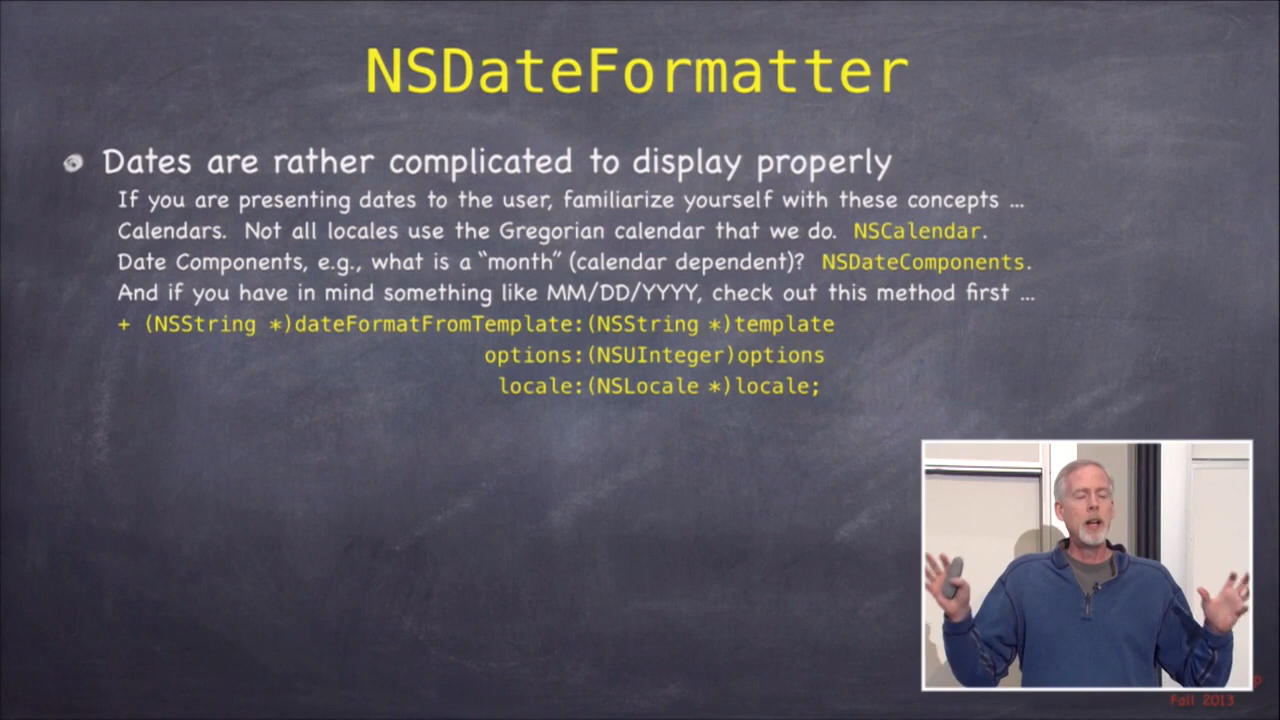 NSDateFormatter
Dates are rather complicated to display properly
If you are presenting dates to the user, familiarize yourself with these concepts ...
Calendars. Not all locales use the Gregorian calendar that we do. NSCalendar.
Date Components, e.g., what is a “month” (calendar dependent)? NSDateComponents.
And if you have in mind something like MM/DD/YYYY, check out this method first ...
+ (NSString *)dateFormatFromTemplate:(NSString *)template
options:(NSUInteger)options
locale:(NSLocale *)locale;
Fall 2013